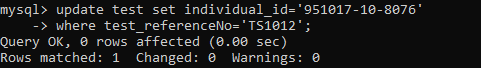 mysql> update test set individual_id='951017-10-8076'
    -> where test_referenceNo='TS1012';
Query OK, 0 rows affected (0.00 sec)
Rows matched: 1  Changed: 0  Warnings: 0